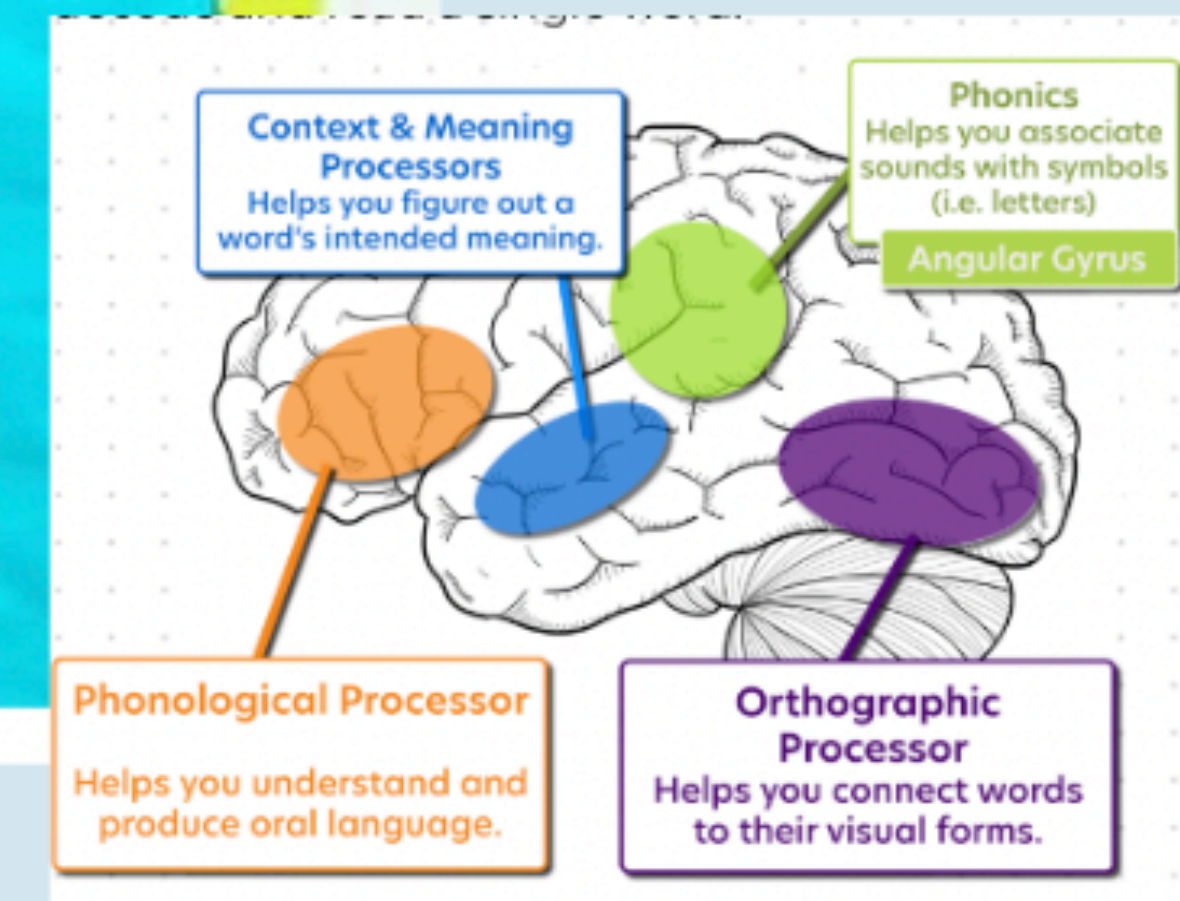 Context & Meaning
Processors
Helps you figure out a
word's intended meaning.
Phonics
Helps you associate
sounds with symbols
(i.e. letters)
Angular Gyrus
Phonological Processor
Helps you understand and
produce oral language.
Orthographic
Processor
Helps you connect words
to their visual forms.